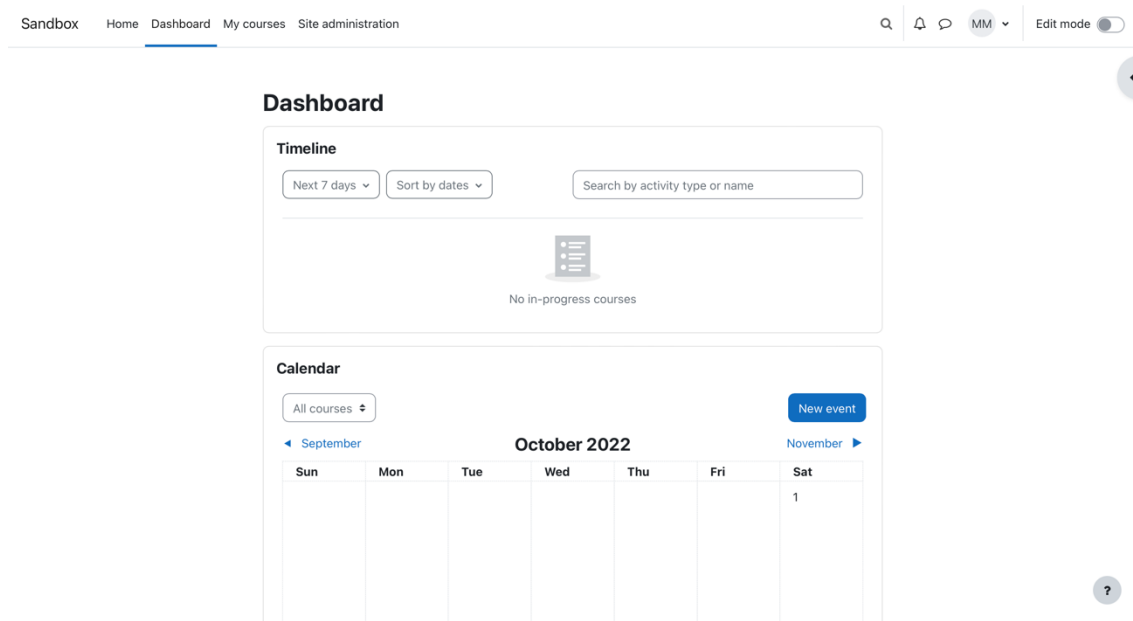 Sandbox Home Dashboard My courses Site administration MM Edit mode
Dashboard
Timeline
Next 7 days Sort by dates Search by activity type or name
No in-progress courses
Calendar
All courses New event
September October 2022 November
Sun Mon Tue Wed Thu Fri Sat
1
?